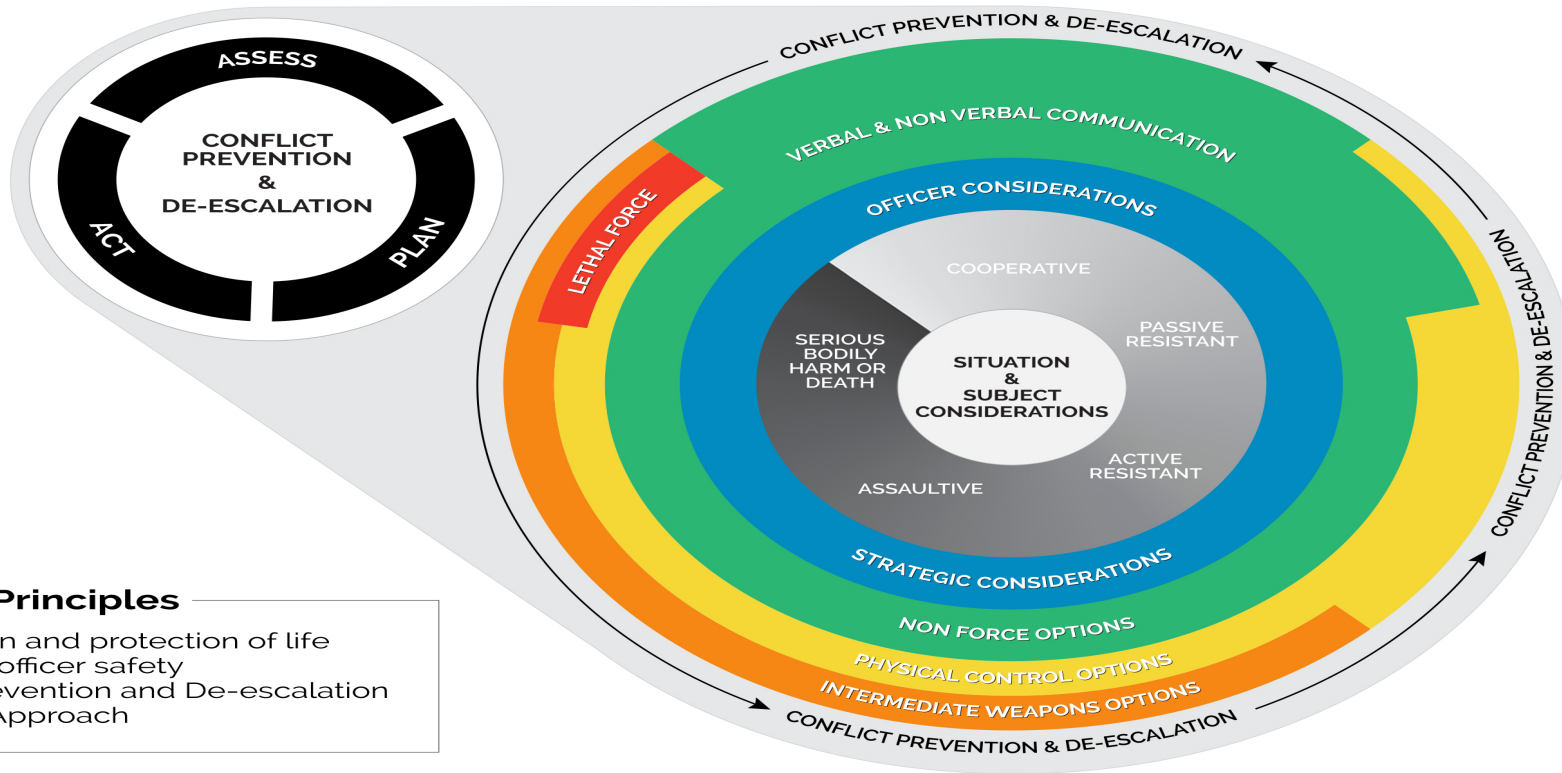 ASSESS
CONFLICT
PREVENTION
&
DE-ESCALATION
ACT
PLAN
CONFLICT PREVENTION & DE-ESCALATION
VERBAL & NON VERBAL COMMUNICATION
OFFICER CONSIDERATIONS
LETHAL FORCE
COOPERATIVE
PASSIVE
RESISTANT
SERIOUS
BODILY
HARM OR
DEATH
SITUATION
&
SUBJECT
CONSIDERATIONS
ACTIVE
RESISTANT
ASSAULTIVE
CONFLICT PREVENTION & DE-ESCALATION
STRATEGIC CONSIDERATIONS
NON FORCE OPTIONS
PHYSICAL CONTROL OPTIONS
INTERMEDIATE WEAPONS OPTIONS
CONFLICT PREVENTION & DE-ESCALATION
Principles
n and protection of life
officer safety
evention and De-escalation
Approach